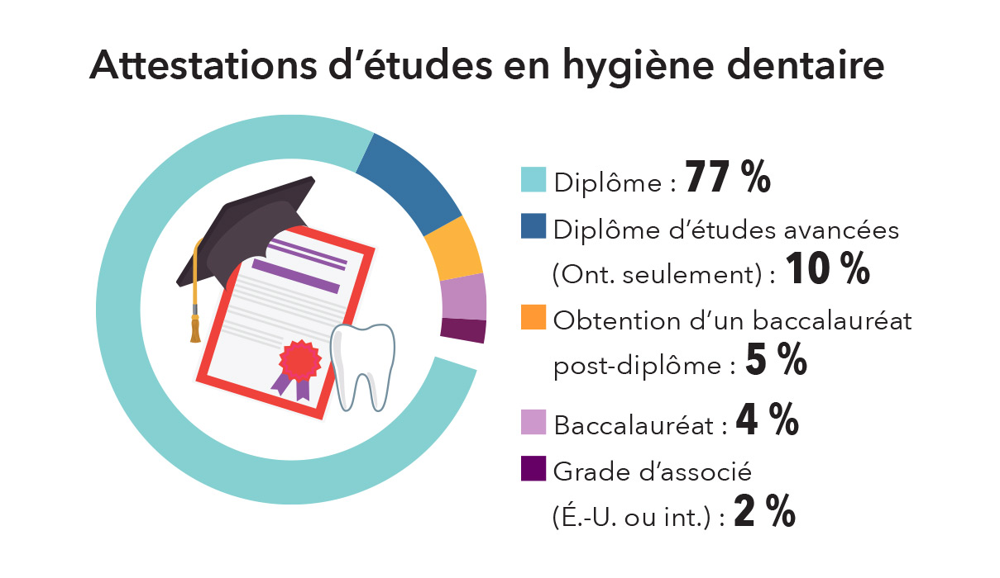 Attestations d’études en hygiène dentaire
Diplôme : 77 %
Diplôme d’études avancées
(Ont. seulement) : 10 %
Obtention d’un baccalauréat
post-diplôme : 5 %
Baccalauréat : 4 %
Grade d’associé
(É.-U. ou int.) : 2 %